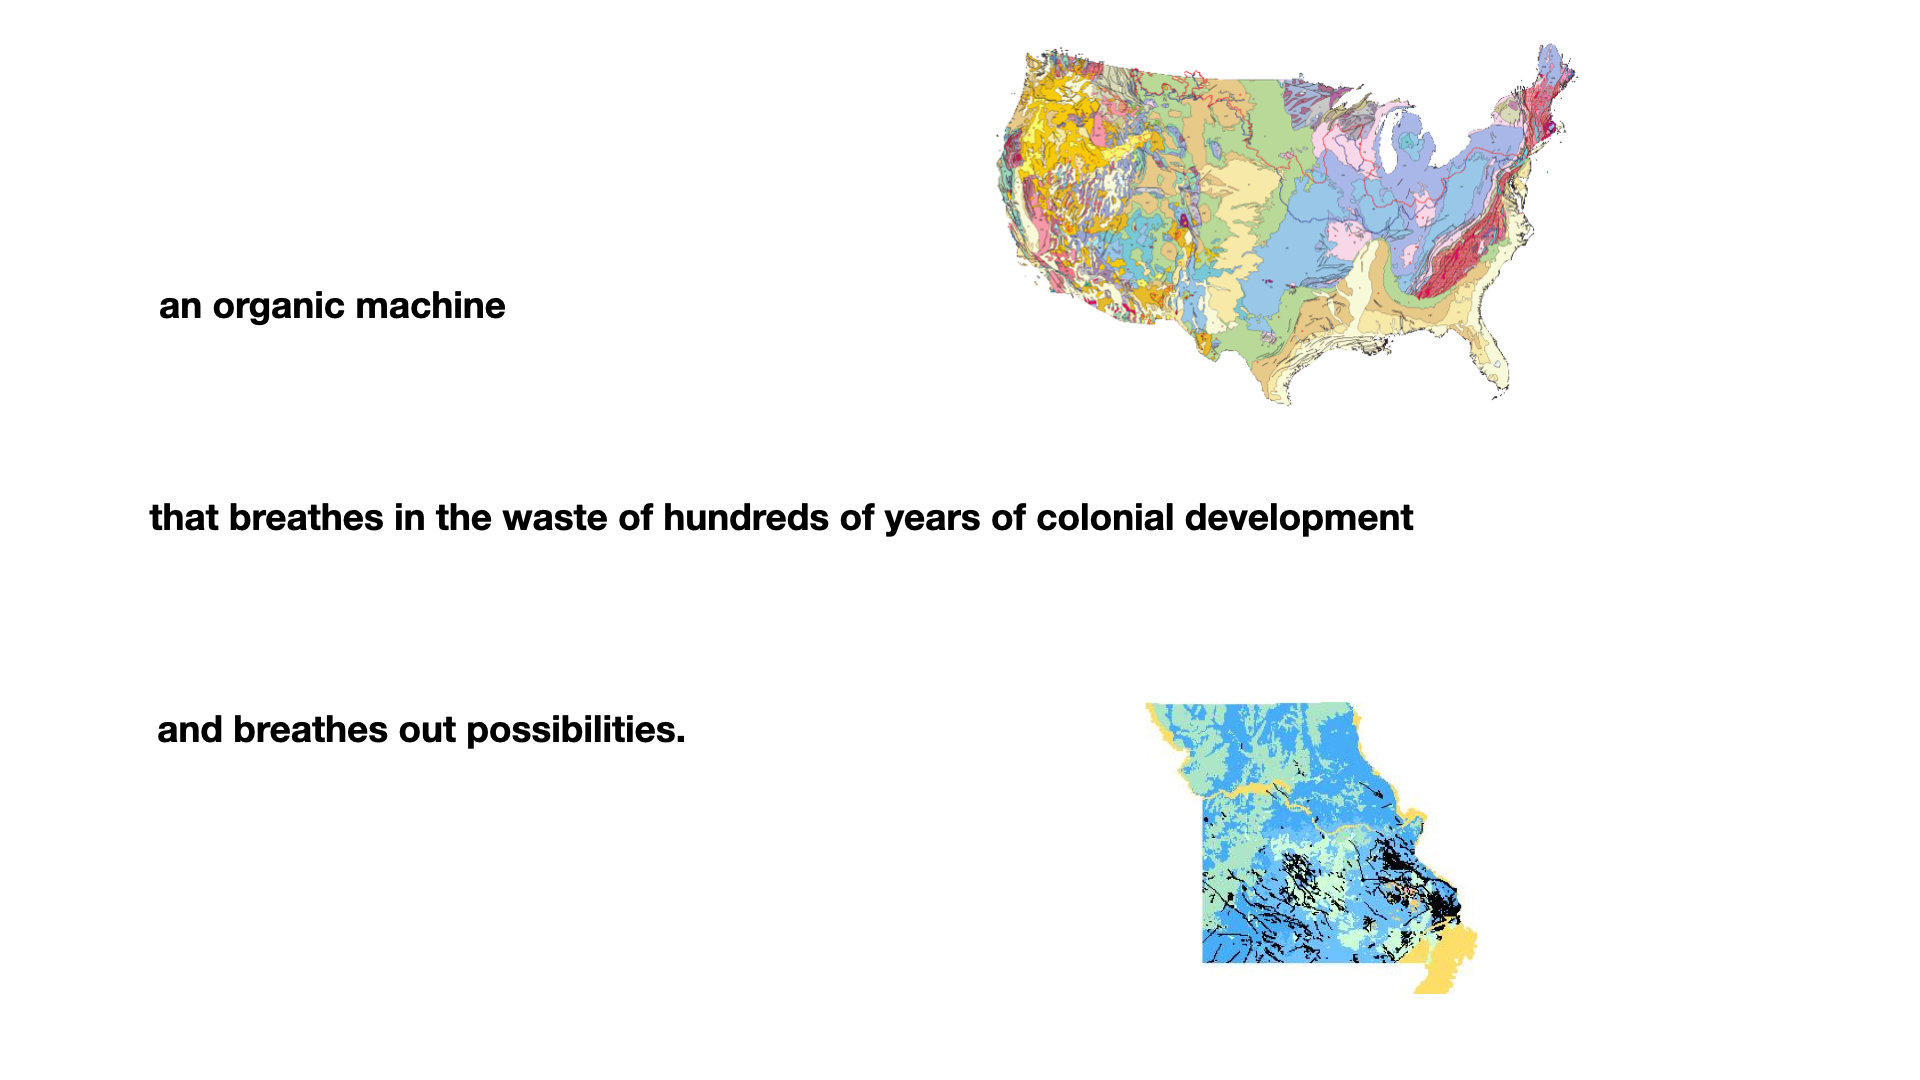 an organic machine
that breathes in the waste of hundreds of years of colonial development
and breathes out possibilities.